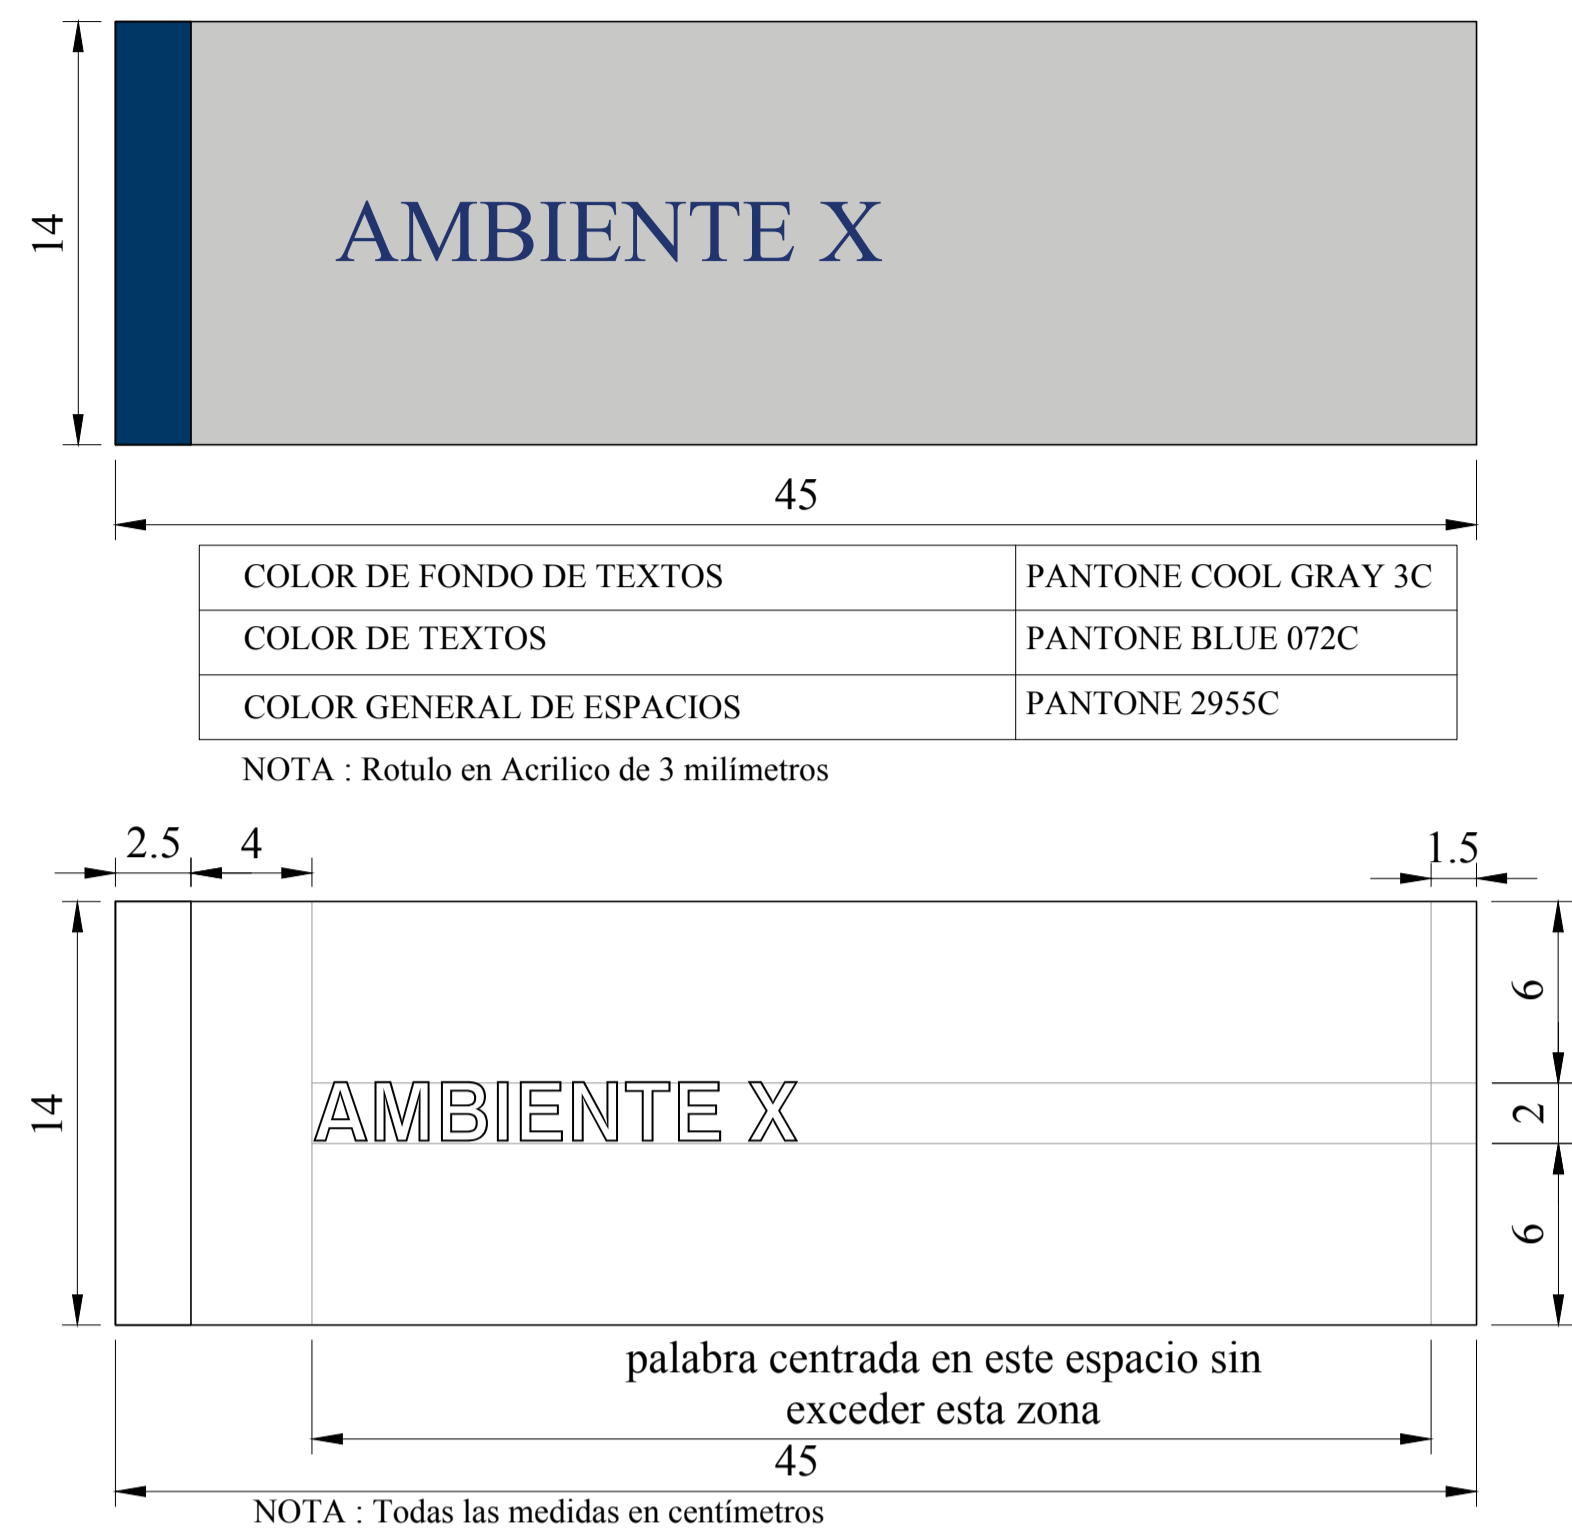 14
AMBIENTE X
45
COLOR DE FONDO DE TEXTOS PANTONE COOL GRAY 3C
COLOR DE TEXTOS PANTONE BLUE 072C
COLOR GENERAL DE ESPACIOS PANTONE 2955C
NOTA : Rotulo en Acrilico de 3 milímetros
2.5 4 1.5
6
14
AMBIENTE X
2
6
palabra centrada en este espacio sin
exceder esta zona
45
NOTA : Todas las medidas en centímetros